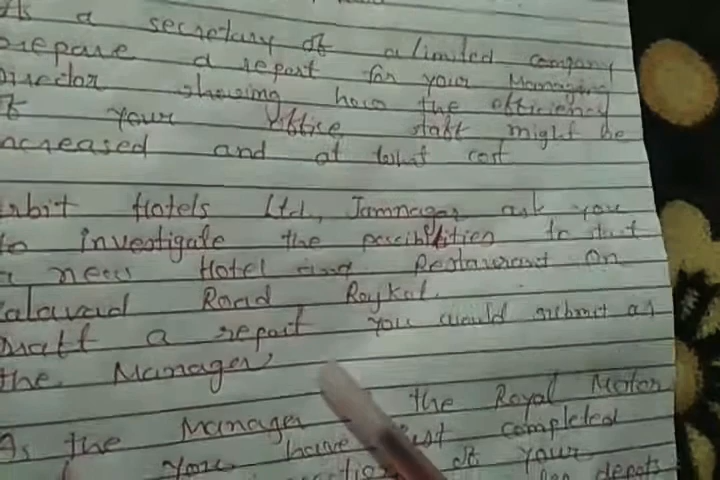 As a secretary of a limited company
prepare a report for your Managing
Director showing how the efficiency
of your office staff might be
increased and at what cost
Orbit Hotels Ltd, Jamnagar ask you
to investigate the possibilities to start
a new Hotel and Restaurant on
Kalavad Road, Rajkot.
Draft a report you would submit as
the Manager,
As the Manager the Royal Motor
you have just completed
of your
depots